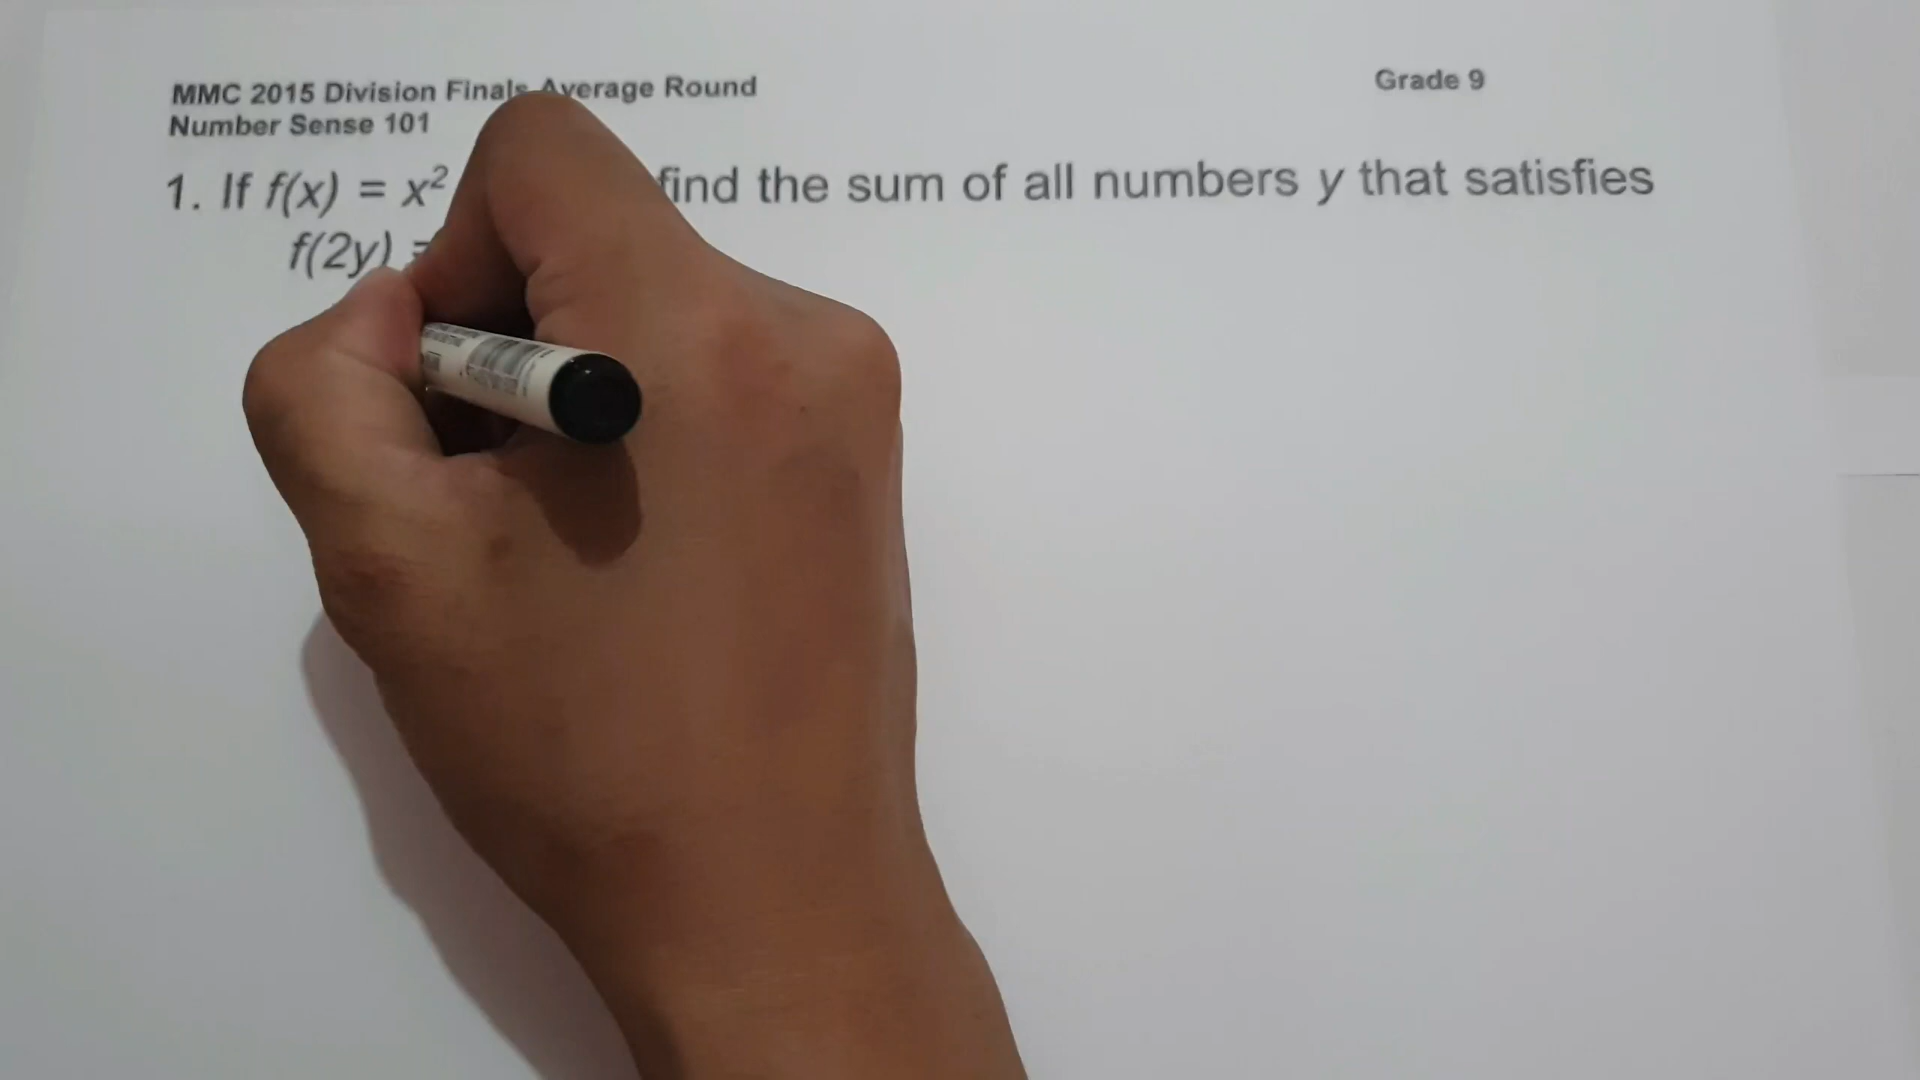 MMC 2015 Division Finals Average Round
Grade 9
Number Sense 101
1. If f(x) = x² find the sum of all numbers y that satisfies
f(2y) =